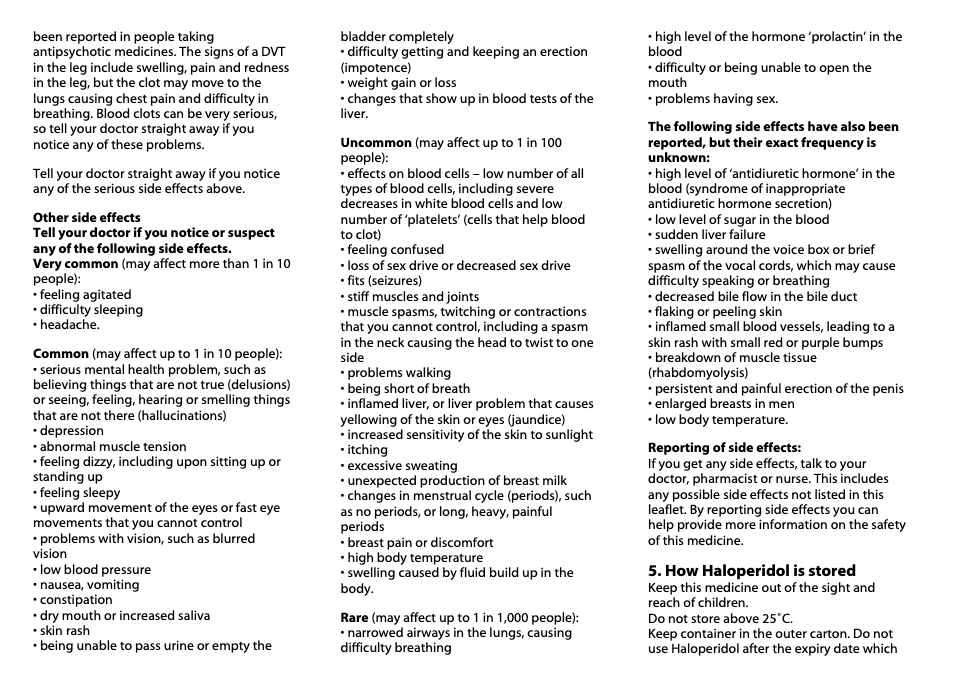 been reported in people taking
antipsychotic medicines. The signs of a DVT
in the leg include swelling, pain and redness
in the leg, but the clot may move to the
lungs causing chest pain and difficulty in
breathing. Blood clots can be very serious,
so tell your doctor straight away if you
notice any of these problems.
Tell your doctor straight away if you notice
any of the serious side effects above.
Other side effects
Tell your doctor if you notice or suspect
any of the following side effects.
Very common (may affect more than 1 in 10
people):
• feeling agitated
• difficulty sleeping
• headache.
Common (may affect up to 1 in 10 people):
• serious mental health problem, such as
believing things that are not true (delusions)
or seeing, feeling, hearing or smelling things
that are not there (hallucinations)
• depression
• abnormal muscle tension
• feeling dizzy, including upon sitting up or
standing up
• feeling sleepy
• upward movement of the eyes or fast eye
movements that you cannot control
• problems with vision, such as blurred
vision
• low blood pressure
• nausea, vomiting
• constipation
• dry mouth or increased saliva
• skin rash
• being unable to pass urine or empty the
bladder completely
• difficulty getting and keeping an erection
(impotence)
• weight gain or loss
• changes that show up in blood tests of the
liver.
Uncommon (may affect up to 1 in 100
people):
• effects on blood cells – low number of all
types of blood cells, including severe
decreases in white blood cells and low
number of ‘platelets’ (cells that help blood
to clot)
• feeling confused
• loss of sex drive or decreased sex drive
• fits (seizures)
• stiff muscles and joints
• muscle spasms, twitching or contractions
that you cannot control, including a spasm
in the neck causing the head to twist to one
side
• problems walking
• being short of breath
• inflamed liver, or liver problem that causes
yellowing of the skin or eyes (jaundice)
• increased sensitivity of the skin to sunlight
• itching
• excessive sweating
• unexpected production of breast milk
• changes in menstrual cycle (periods), such
as no periods, or long, heavy, painful
periods
• breast pain or discomfort
• high body temperature
• swelling caused by fluid build up in the
body.
Rare (may affect up to 1 in 1,000 people):
• narrowed airways in the lungs, causing
difficulty breathing
• high level of the hormone ‘prolactin’ in the
blood
• difficulty or being unable to open the
mouth
• problems having sex.
The following side effects have also been
reported, but their exact frequency is
unknown:
• high level of ‘antidiuretic hormone’ in the
blood (syndrome of inappropriate
antidiuretic hormone secretion)
• low level of sugar in the blood
• sudden liver failure
• swelling around the voice box or brief
spasm of the vocal cords, which may cause
difficulty speaking or breathing
• decreased bile flow in the bile duct
• flaking or peeling skin
• inflamed small blood vessels, leading to a
skin rash with small red or purple bumps
• breakdown of muscle tissue
(rhabdomyolysis)
• persistent and painful erection of the penis
• enlarged breasts in men
• low body temperature.
Reporting of side effects:
If you get any side effects, talk to your
doctor, pharmacist or nurse. This includes
any possible side effects not listed in this
leaflet. By reporting side effects you can
help provide more information on the safety
of this medicine.
5. How Haloperidol is stored
Keep this medicine out of the sight and
reach of children.
Do not store above 25˚C.
Keep container in the outer carton. Do not
use Haloperidol after the expiry date which